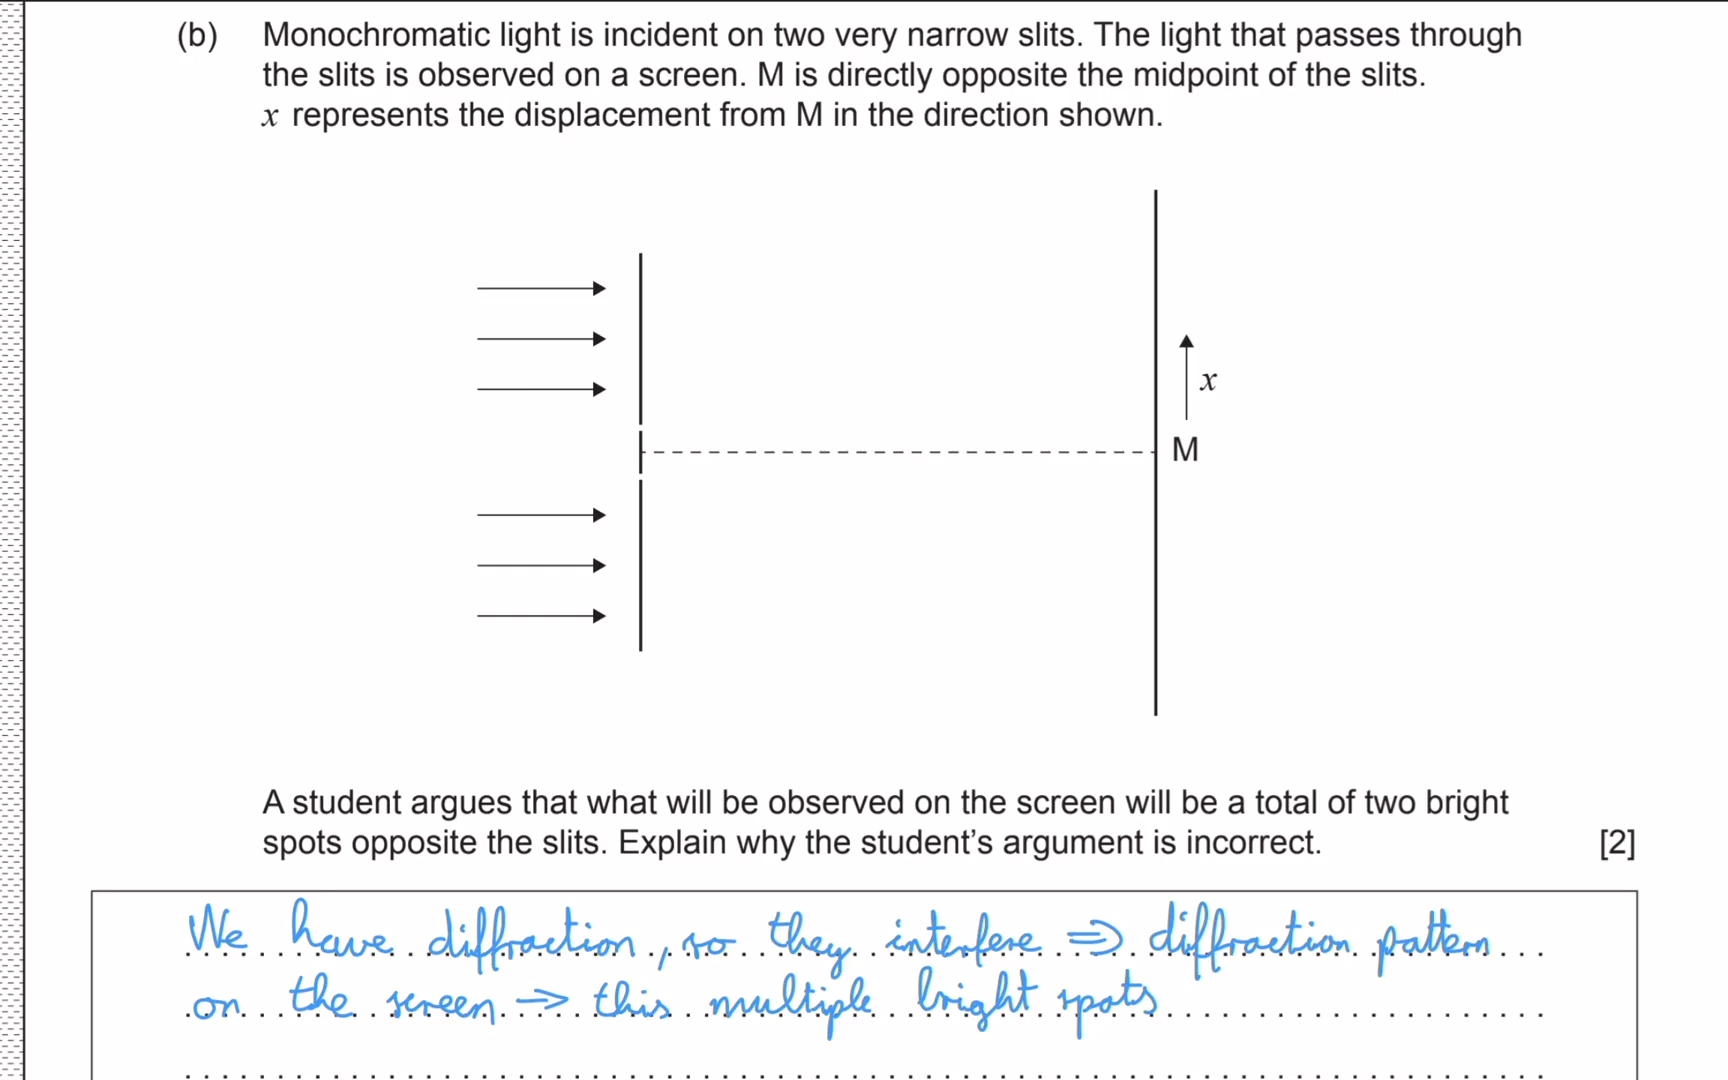 (b) Monochromatic light is incident on two very narrow slits. The light that passes through
the slits is observed on a screen. M is directly opposite the midpoint of the slits.
x represents the displacement from M in the direction shown.
x
M
A student argues that what will be observed on the screen will be a total of two bright
spots opposite the slits. Explain why the student's argument is incorrect. [2]
We have diffraction, so they interfere ⇒ diffraction pattern
on the screen ⇒ this multiple bright spots